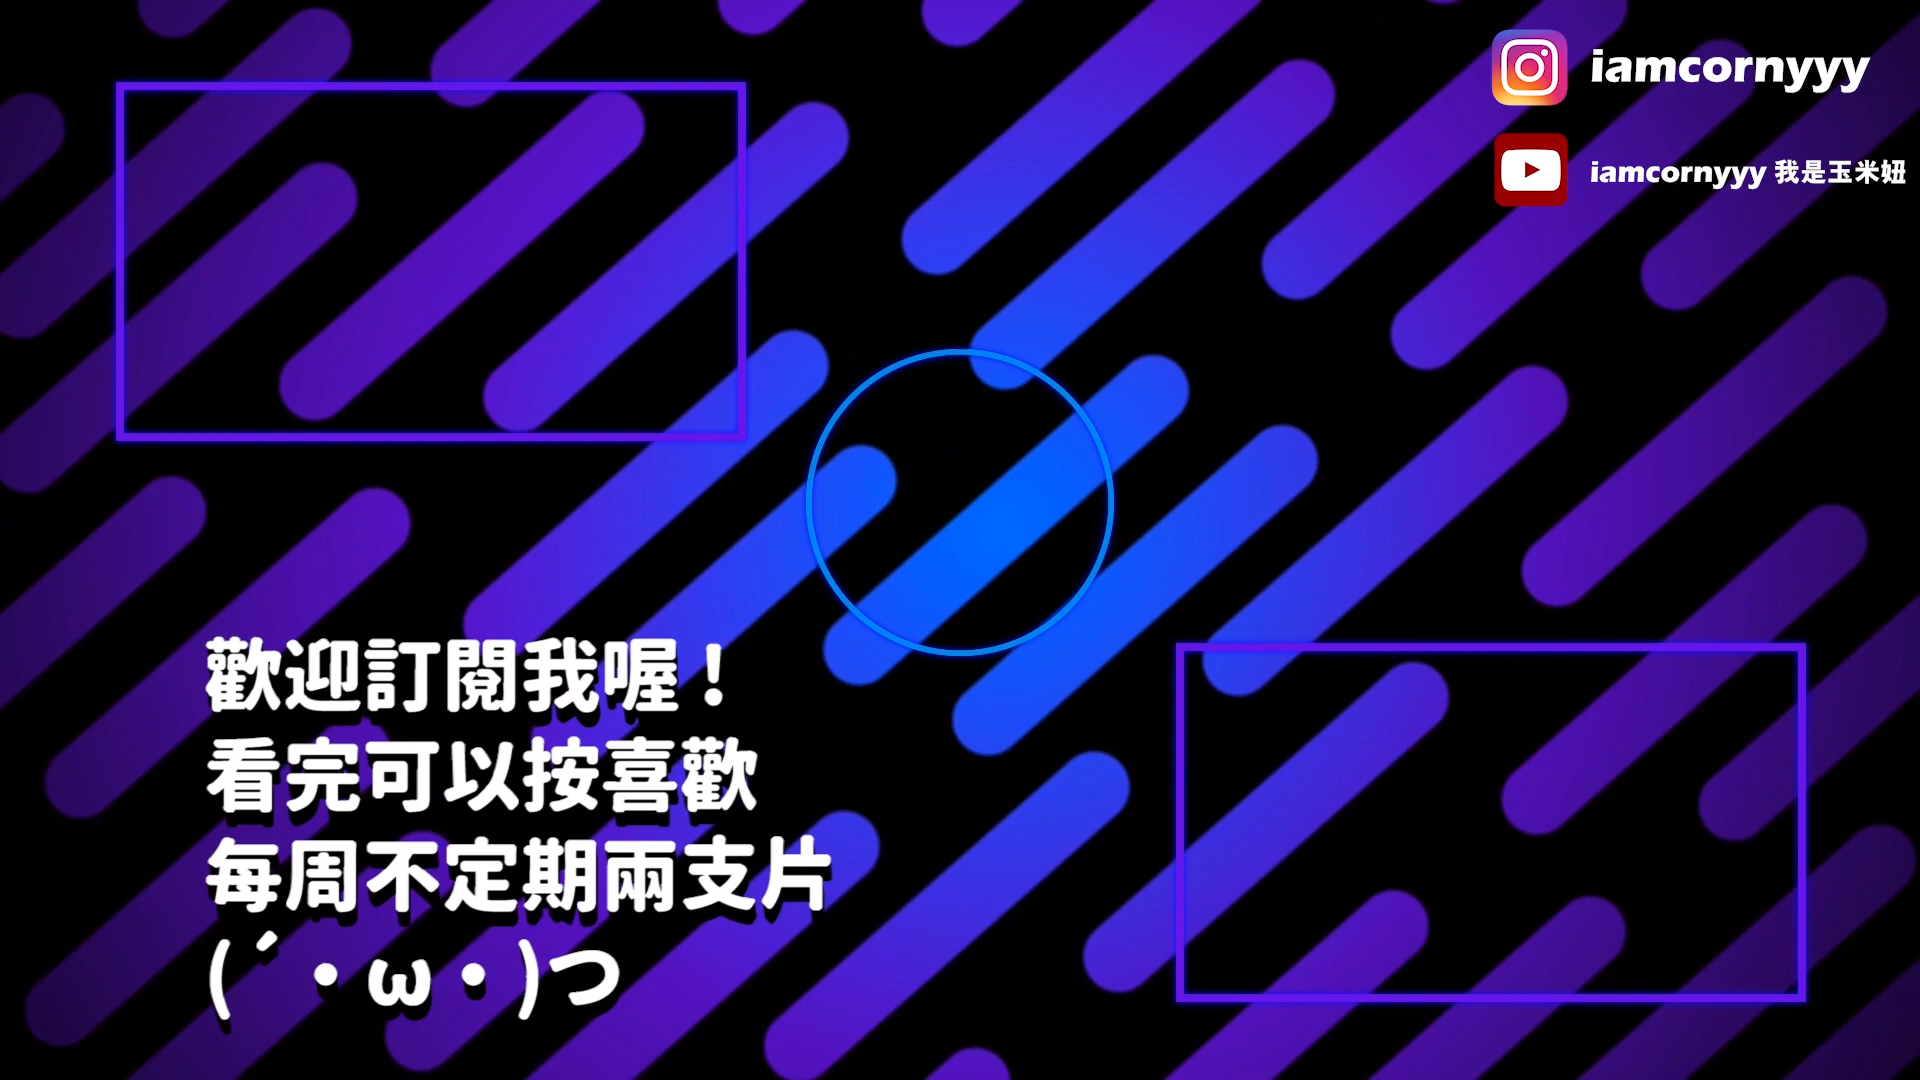 iamcornyyy
iamcornyyy 我是玉米妞
歡迎訂閱我喔！
看完可以按喜歡
每周不定期兩支片
(´・ω・)つ